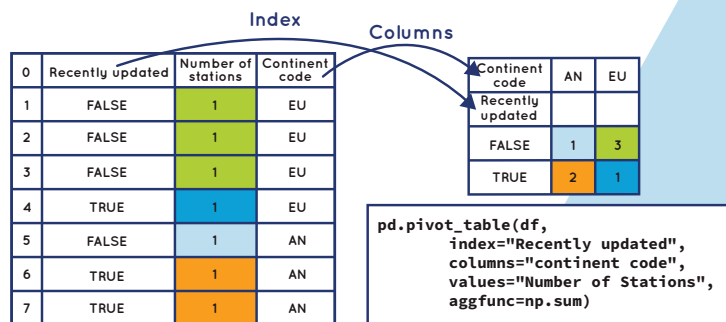 Index
Columns
0 Recently updated Number of stations Continent code
1 FALSE 1 EU
2 FALSE 1 EU
3 FALSE 1 EU
4 TRUE 1 EU
5 FALSE 1 AN
6 TRUE 1 AN
7 TRUE 1 AN
Continent code AN EU
Recently updated
FALSE 1 3
TRUE 2 1
pd.pivot_table(df,
index="Recently updated",
columns="continent code",
values="Number of Stations",
aggfunc=np.sum)